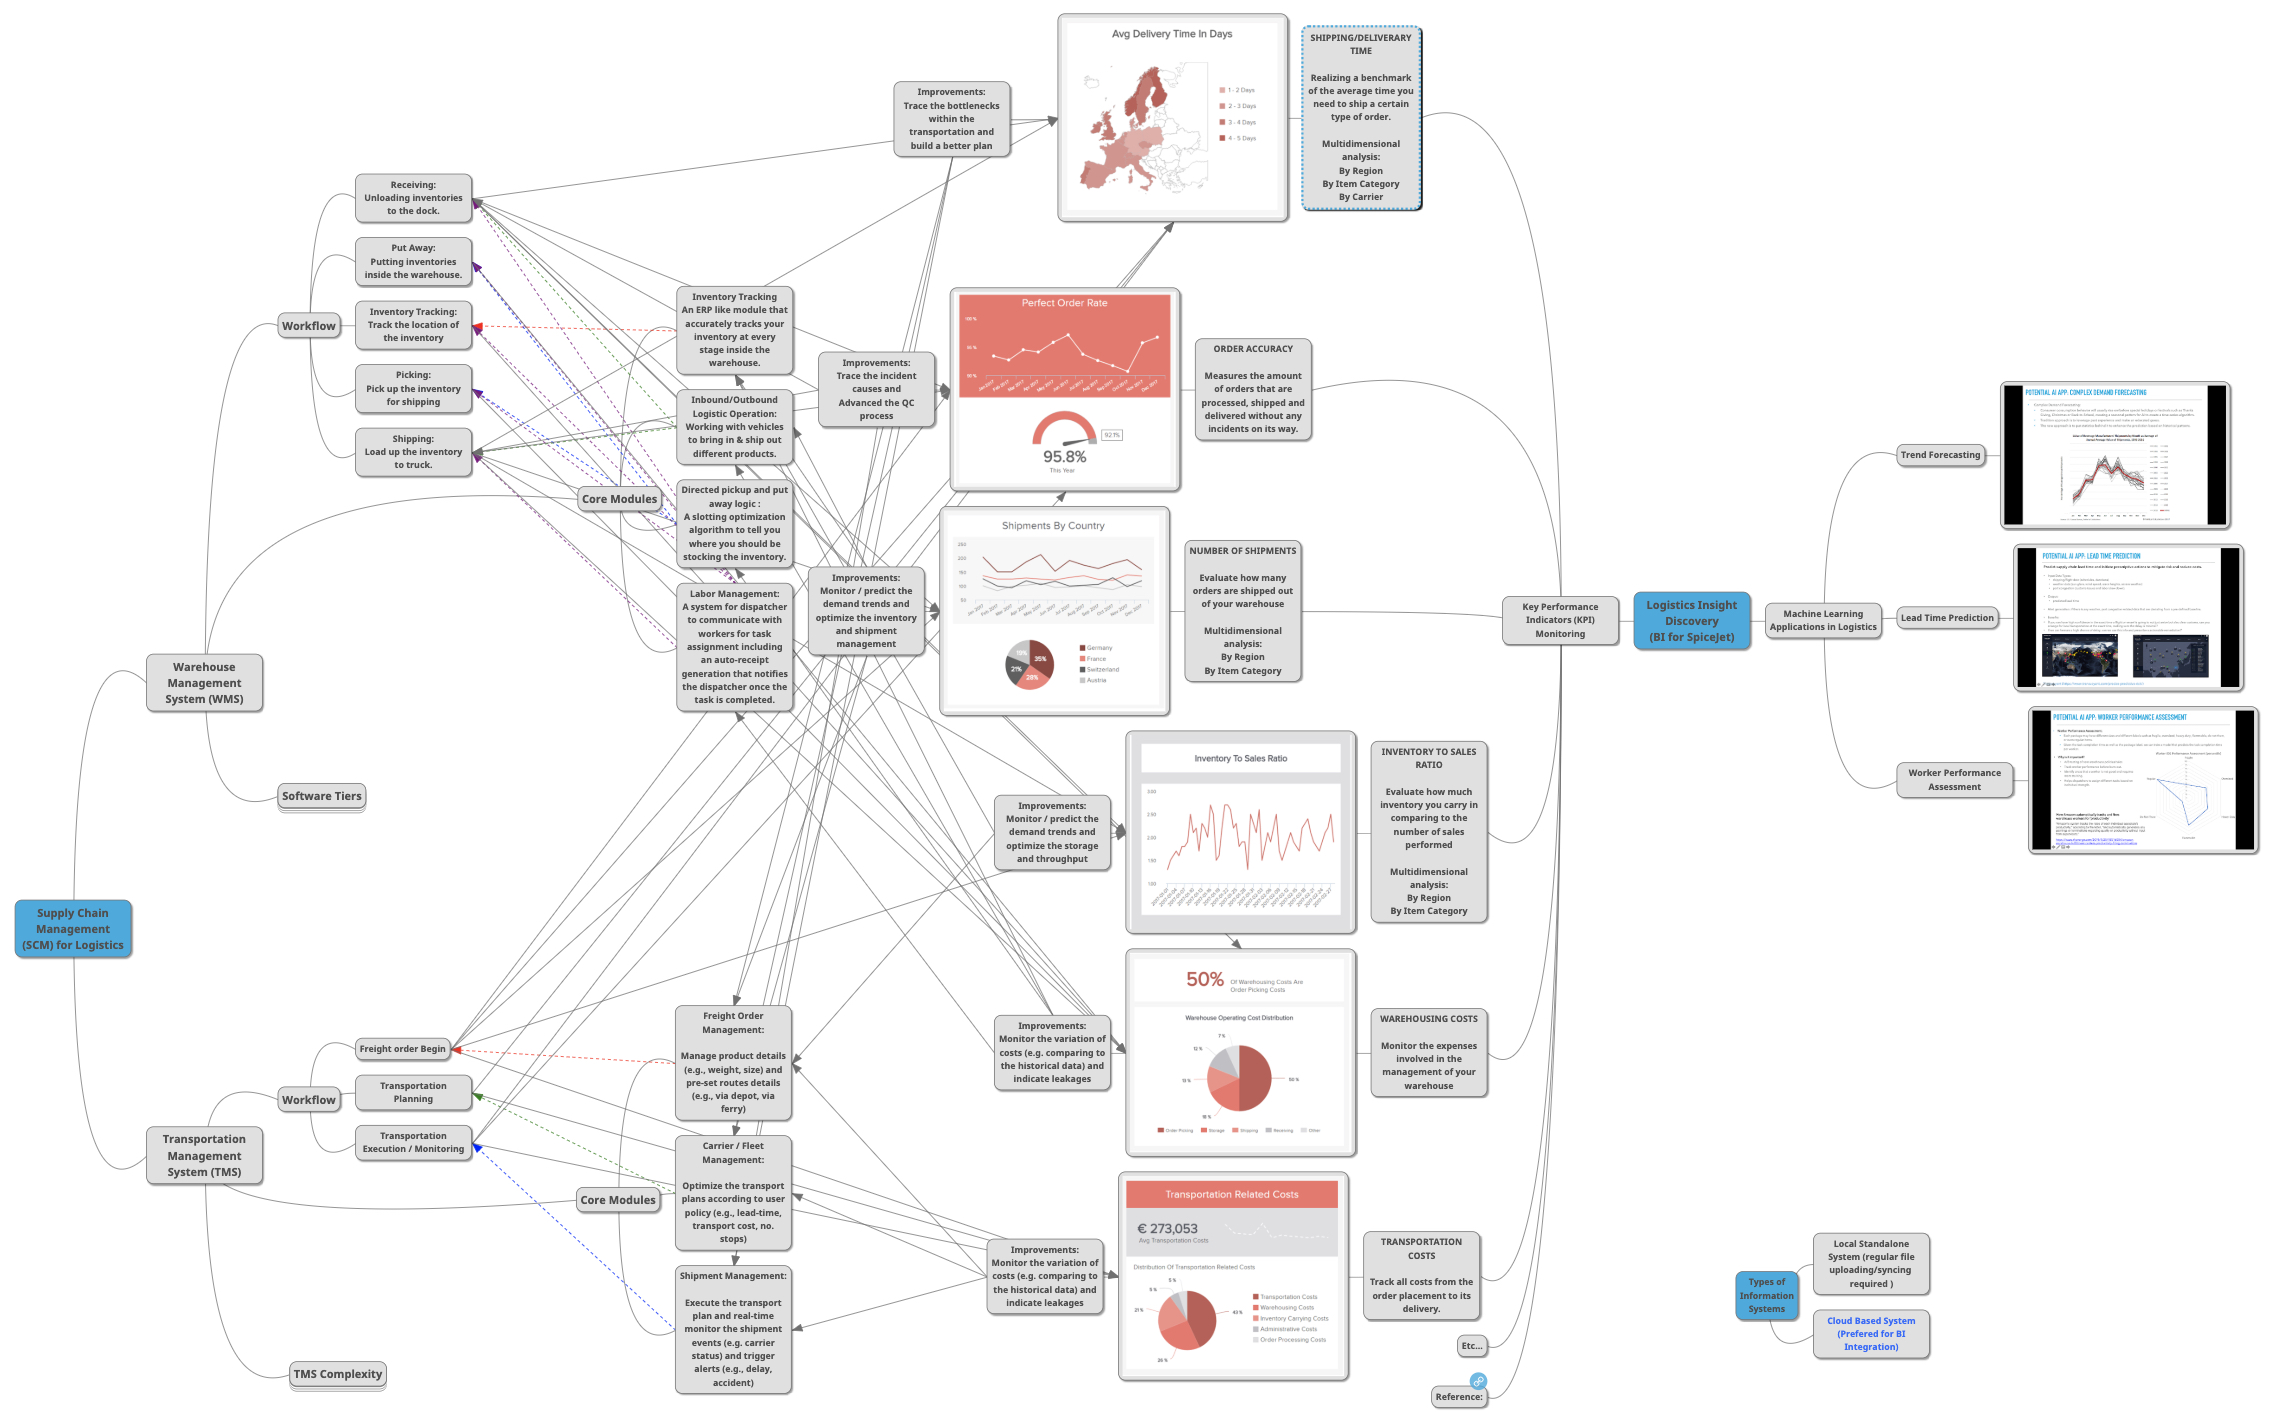 Supply Chain
Management
(SCM) for Logistics
Warehouse
Management
System (WMS)
Workflow
Receiving:
Unloading inventories
to the dock.
Put Away:
Putting inventories
inside the warehouse.
Inventory Tracking:
Track the location of
the inventory
Picking:
Pick up the inventory
for shipping
Shipping:
Load up the inventory
to truck.
Core Modules
Inventory Tracking
An ERP like module that
accurately tracks your
inventory at every
stage inside the
warehouse.
Inbound/Outbound
Logistic Operation:
Working with vehicles
to bring in & ship out
different products.
Directed pickup and put
away logic :
A slotting optimization
algorithm to tell you
where you should be
stocking the inventory.
Labor Management:
A system for dispatcher
to communicate with
workers for task
assignment including
an auto-receipt
generation that notifies
the dispatcher once the
task is completed.
Software Tiers
Transportation
Management
System (TMS)
Workflow
Freight order Begin
Transportation
Planning
Transportation
Execution / Monitoring
Core Modules
Freight Order
Management:
Manage product details
(e.g., weight, size) and
pre-set routes details
(e.g., via depot, via
ferry)
Carrier / Fleet
Management:
Optimize the transport
plans according to user
policy (e.g., lead-time,
transport cost, no.
stops)
Shipment Management:
Execute the transport
plan and real-time
monitor the shipment
events (e.g. carrier
status) and trigger
alerts (e.g., delay,
accident)
TMS Complexity
Improvements:
Trace the bottlenecks
within the
transportation and
build a better plan
Avg Delivery Time In Days
1 - 2 Days
2 - 3 Days
3 - 4 Days
4 - 5 Days
SHIPPING/DELIVERARY
TIME
Realizing a benchmark
of the average time you
need to ship a certain
type of order.
Multidimensional
analysis:
By Region
By Item Category
By Carrier
Improvements:
Trace the incident
causes and
Advanced the QC
process
Perfect Order Rate
92.1%
95.8%
This Year
ORDER ACCURACY
Measures the amount
of orders that are
processed, shipped and
delivered without any
incidents on its way.
Improvements:
Monitor / predict the
demand trends and
optimize the inventory
and shipment
management
Shipments By Country
250
200
150
100
50
35%
28%
21%
Germany
France
Switzerland
Austria
NUMBER OF SHIPMENTS
Evaluate how many
orders are shipped out
of your warehouse
Multidimensional
analysis:
By Region
By Item Category
Improvements:
Monitor / predict the
demand trends and
optimize the storage
and throughput
Inventory To Sales Ratio
INVENTORY TO SALES
RATIO
Evaluate how much
inventory you carry in
comparing to the
number of sales
performed
Multidimensional
analysis:
By Region
By Item Category
Improvements:
Monitor the variation of
costs (e.g. comparing to
the historical data) and
indicate leakages
50%
Of Warehousing Costs Are
Order Picking Costs
Warehouse Operating Cost Distribution
7 %
12 %
50 %
Order Picking
Storage
Shipping
Receiving
Other
WAREHOUSING COSTS
Monitor the expenses
involved in the
management of your
warehouse
Improvements:
Monitor the variation of
costs (e.g. comparing to
the historical data) and
indicate leakages
Transportation Related Costs
€ 273,053
Avg Transportation Costs
Distribution Of Transportation Related Costs
5 %
43 %
21 %
Transportation Costs
Warehousing Costs
Inventory Carrying Costs
Administrative Costs
Order Processing Costs
TRANSPORTATION
COSTS
Track all costs from the
order placement to its
delivery.
Etc...
Reference:
Key Performance
Indicators (KPI)
Monitoring
Logistics Insight
Discovery
(BI for SpiceJet)
Machine Learning
Applications in Logistics
Trend Forecasting
POTENTIAL AI APP: COMPLEX DEMAND FORECASTING
Lead Time Prediction
POTENTIAL AI APP: LEAD TIME PREDICTION
Worker Performance
Assessment
POTENTIAL AI APP: WORKER PERFORMANCE ASSESSMENT
Types of
Information
Systems
Local Standalone
System (regular file
uploading/syncing
required )
Cloud Based System
(Prefered for BI
Integration)